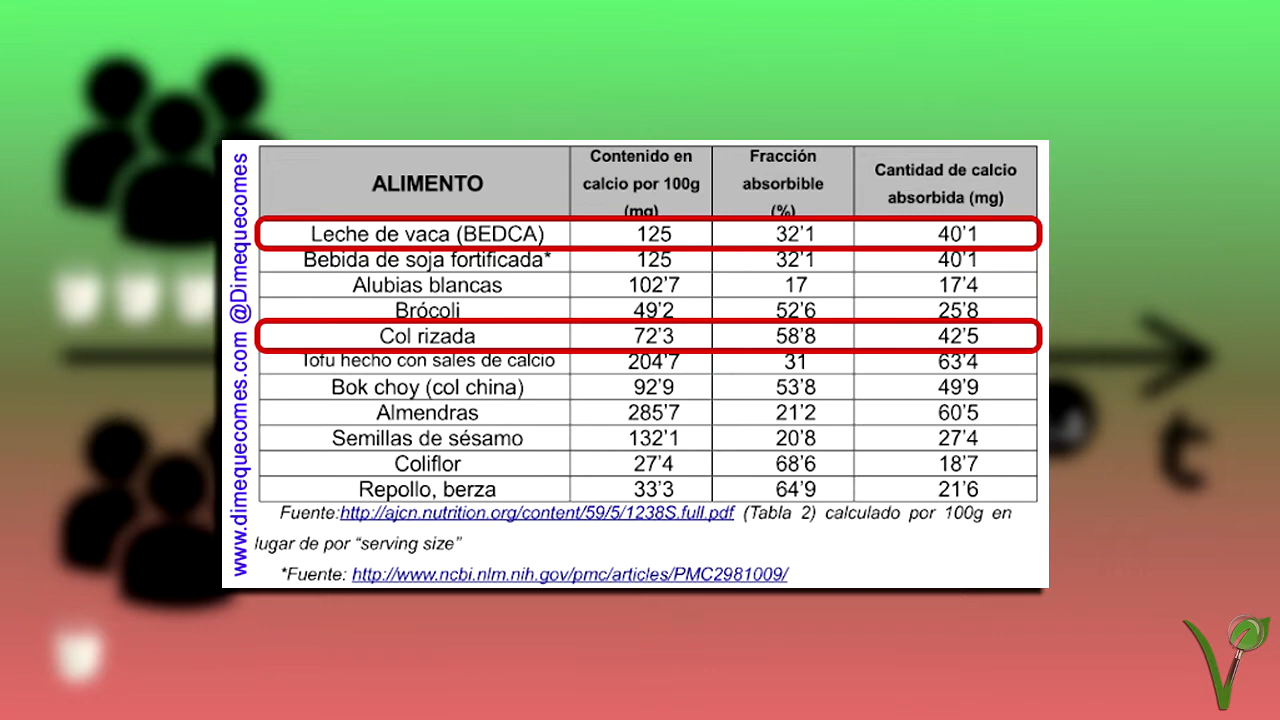 www.dimequecomes.com @Dimequecomes
ALIMENTO Contenido en calcio por 100g (mg) Fracción absorbible (%) Cantidad de calcio absorbida (mg)
Leche de vaca (BEDCA) 125 32'1 40'1
Bebida de soja fortificada* 125 32'1 40'1
Alubias blancas 102'7 17 17'4
Brócoli 49'2 52'6 25'8
Col rizada 72'3 58'8 42'5
Tofu hecho con sales de calcio 204'7 31 63'4
Bok choy (col china) 92'9 53'8 49'9
Almendras 285'7 21'2 60'5
Semillas de sésamo 132'1 20'8 27'4
Coliflor 27'4 68'6 18'7
Repollo, berza 33'3 64'9 21'6
Fuente:http://ajcn.nutrition.org/content/59/5/1238S.full.pdf (Tabla 2) calculado por 100g en
lugar de por “serving size”
*Fuente: http://www.ncbi.nlm.nih.gov/pmc/articles/PMC2981009/
t